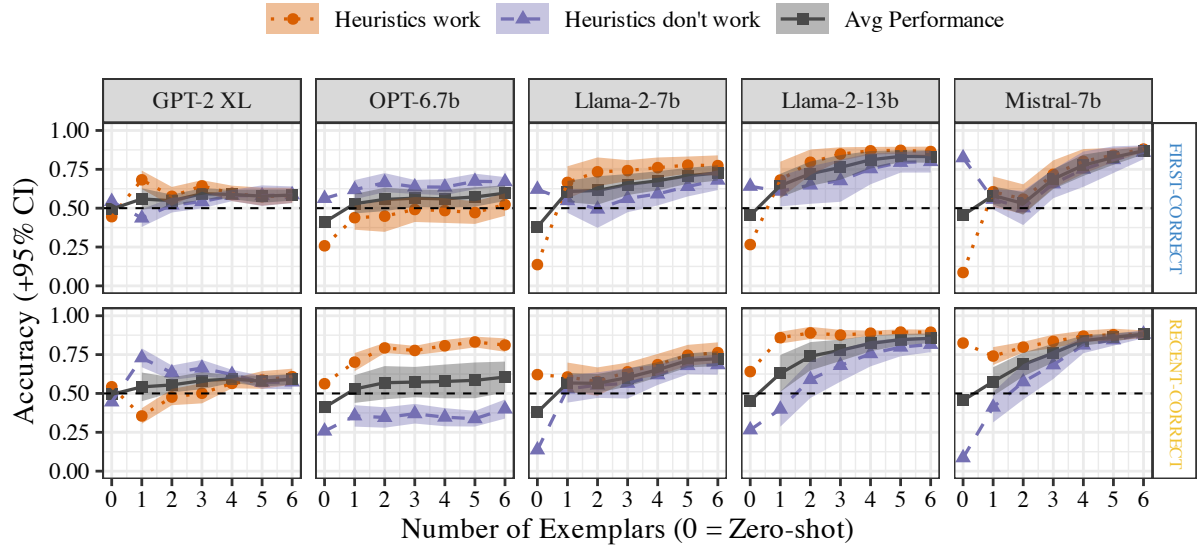 Heuristics work Heuristics don't work Avg Performance
GPT-2 XL OPT-6.7b Llama-2-7b Llama-2-13b Mistral-7b
Accuracy (+95% CI)
1.00
0.75
0.50
0.25
0.00
FIRST-CORRECT
1.00
0.75
0.50
0.25
0.00
RECENT-CORRECT
0 1 2 3 4 5 6 0 1 2 3 4 5 6 0 1 2 3 4 5 6 0 1 2 3 4 5 6 0 1 2 3 4 5 6
Number of Exemplars (0 = Zero-shot)